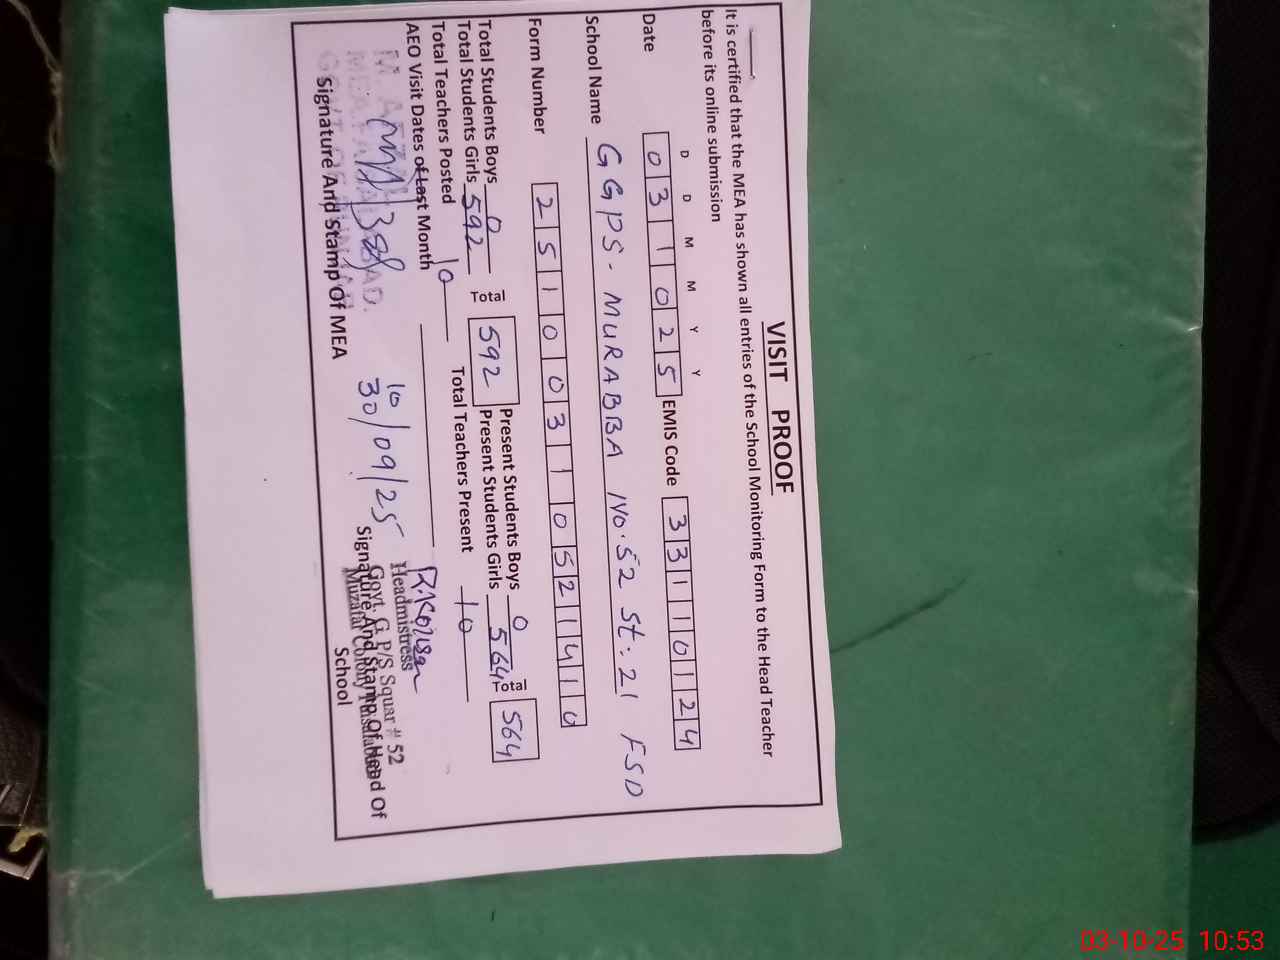 VISIT PROOF
It is certified that the MEA has shown all entries of the School Monitoring Form to the Head Teacher
before its online submission
D D M M Y Y
Date 0 3 1 0 2 5 EMIS Code 3 3 1 1 0 1 2 4
School Name GGPS. MURABBA NO.52 St: 21 FSD
Form Number 2 5 1 0 0 3 1 0 5 2 1 4 1 0
Total Students Boys 0 Total 592 Present Students Boys 0 Total 564
Total Students Girls 592 Present Students Girls 564
Total Teachers Posted 10 Total Teachers Present 10
AEO Visit Dates of Last Month
10
30/09/25
Headmistress
Govt. G. P/S Squar # 52
Muzafar Colony
Signature And Stamp Of MEA Signature And Stamp Of Head Of
School
03-10-25 10:53